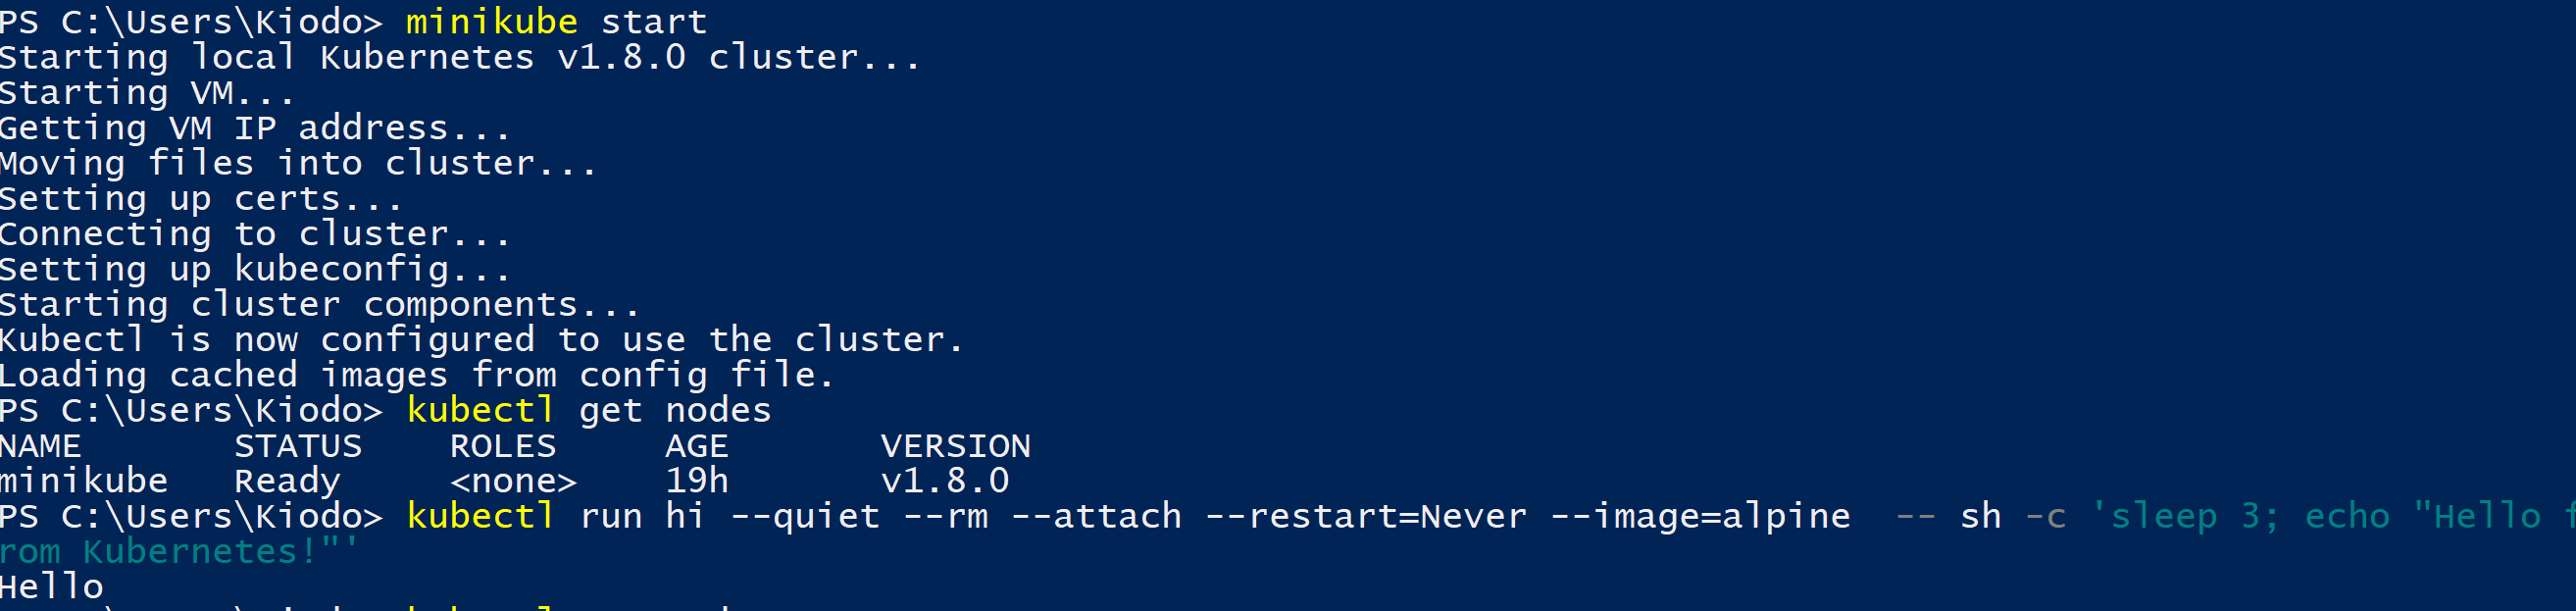 PS C:\Users\Kiodo> minikube start
Starting local Kubernetes v1.8.0 cluster...
Starting VM...
Getting VM IP address...
Moving files into cluster...
Setting up certs...
Connecting to cluster...
Setting up kubeconfig...
Starting cluster components...
Kubectl is now configured to use the cluster.
Loading cached images from config file.
PS C:\Users\Kiodo> kubectl get nodes
NAME       STATUS    ROLES     AGE       VERSION
minikube   Ready     <none>    19h       v1.8.0
PS C:\Users\Kiodo> kubectl run hi --quiet --rm --attach --restart=Never --image=alpine  -- sh -c 'sleep 3; echo "Hello f
rom Kubernetes!"'
Hello